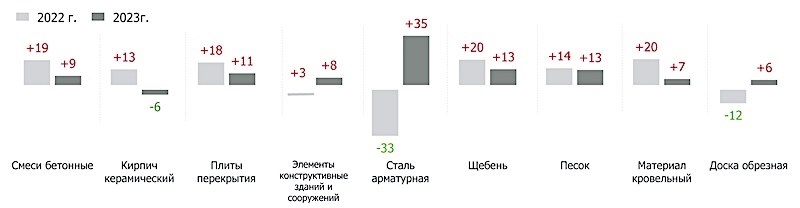 2022 г. 2023г.
+19 +9
+13 -6
+18 +11
+3 +8
-33 +35
+20 +13
+14 +13
+20 +7
-12 +6
Смеси бетонные
Кирпич
керамический
Плиты
перекрытия
Элементы
конструктивные
зданий и
сооружений
Сталь
арматурная
Щебень
Песок
Материал
кровельный
Доска обрезная